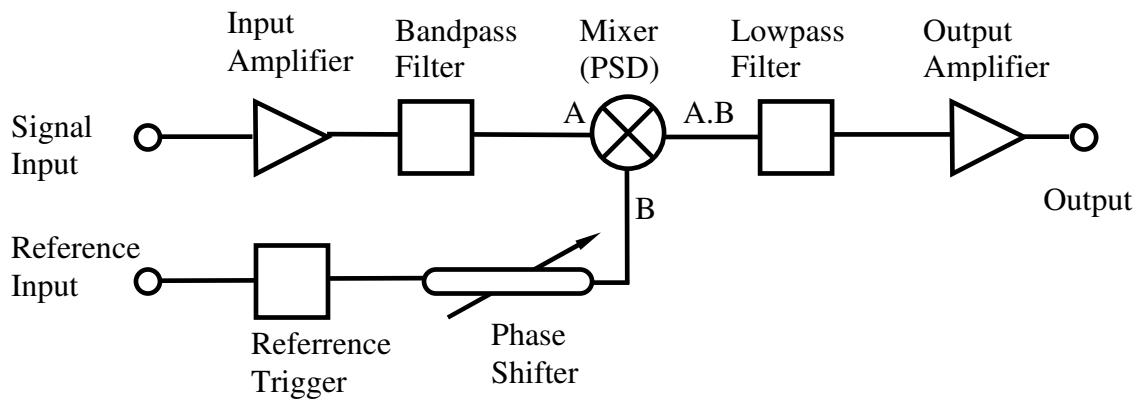 Input
Amplifier
Bandpass
Filter
Mixer
(PSD)
Lowpass
Filter
Output
Amplifier
Signal
Input
A
A.B
B
Output
Reference
Input
Referrence
Trigger
Phase
Shifter